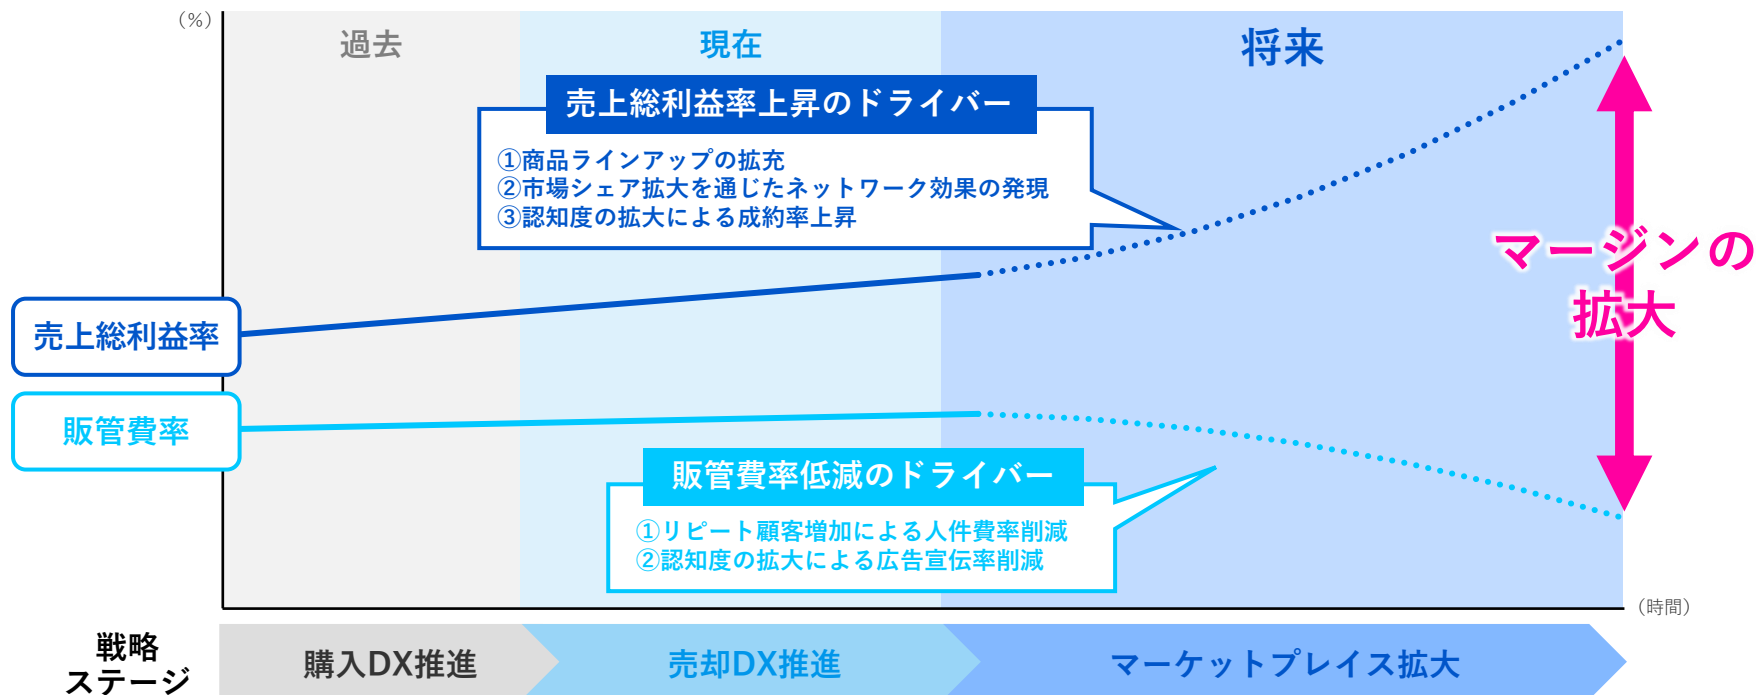 （%）
過去
現在
将来
売上総利益率上昇のドライバー
①商品ラインアップの拡充
②市場シェア拡大を通じたネットワーク効果の発現
③認知度の拡大による成約率上昇
マージンの
拡大
売上総利益率
販管費率
販管費率低減のドライバー
①リピート顧客増加による人件費率削減
②認知度の拡大による広告宣伝率削減
（時間）
戦略
ステージ
購入DX推進
売却DX推進
マーケットプレイス拡大